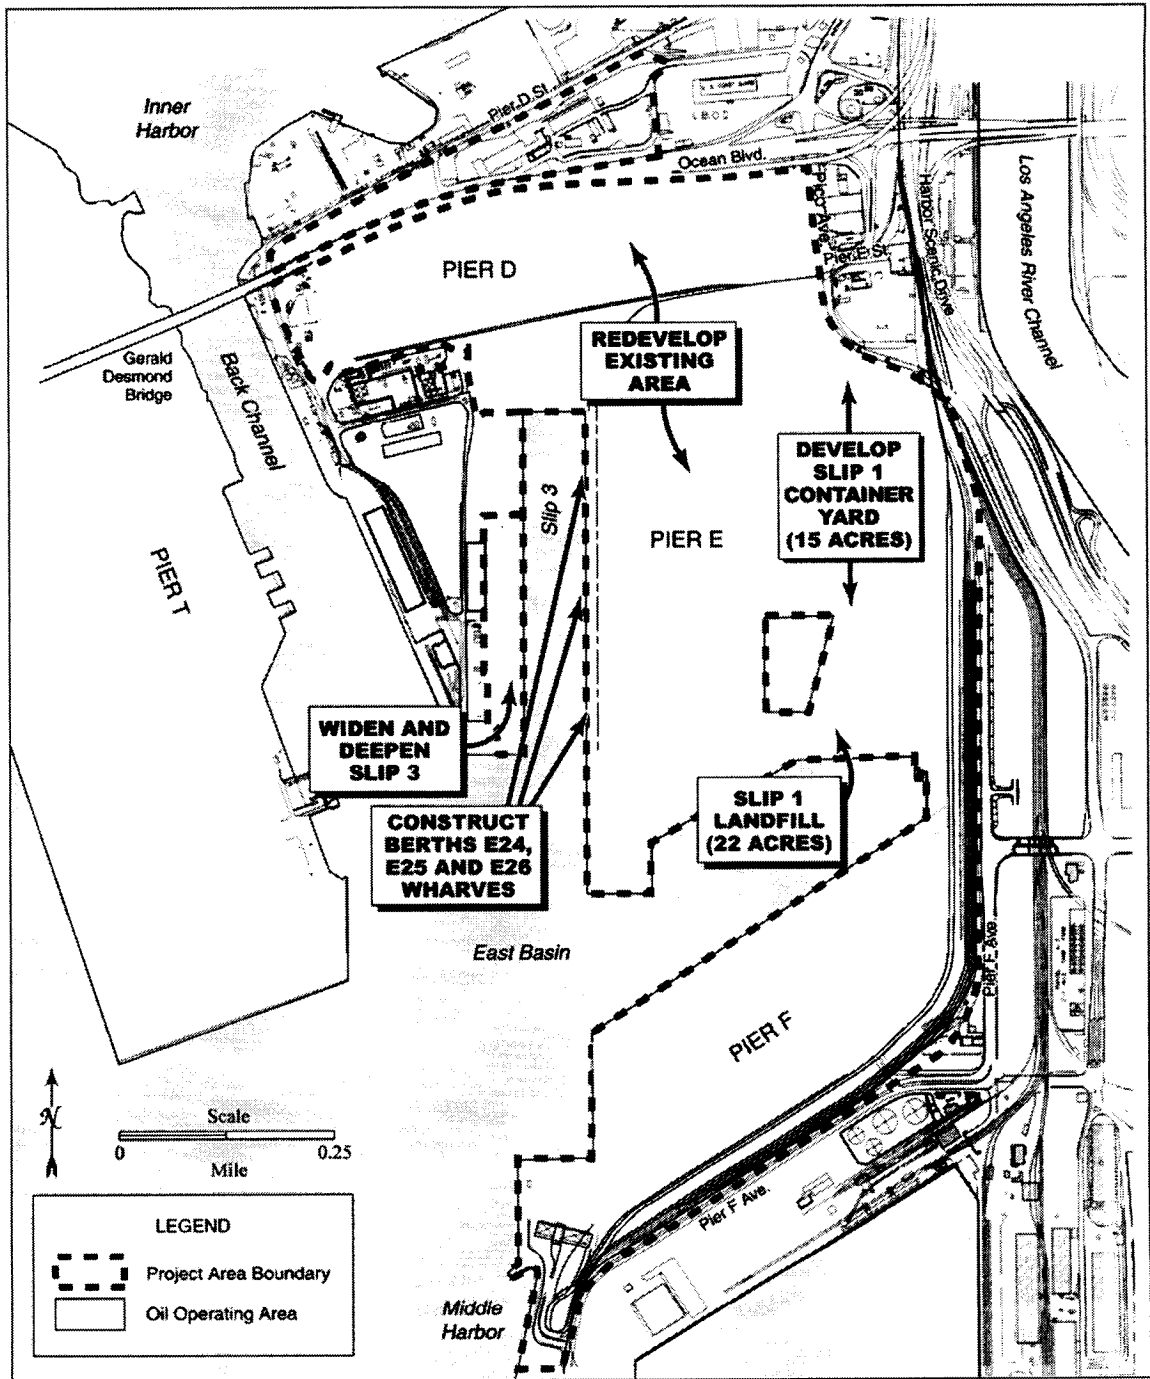 Inner
Harbor
Pier D St.
Ocean Blvd.
Pico Ave.
Pier E St.
Harbor Scenic Drive
Los Angeles River Channel
PIER D
Gerald
Desmond
Bridge
Back Channel
REDEVELOP
EXISTING
AREA
DEVELOP
SLIP 1
CONTAINER
YARD
(15 ACRES)
Slip 3
PIER E
PIER T
WIDEN AND
DEEPEN
SLIP 3
CONSTRUCT
BERTHS E24,
E25 AND E26
WHARVES
SLIP 1
LANDFILL
(22 ACRES)
East Basin
Pier F Ave.
PIER F
N
Scale
0 0.25
Mile
Pier F Ave.
LEGEND
Project Area Boundary
Oil Operating Area
Middle
Harbor